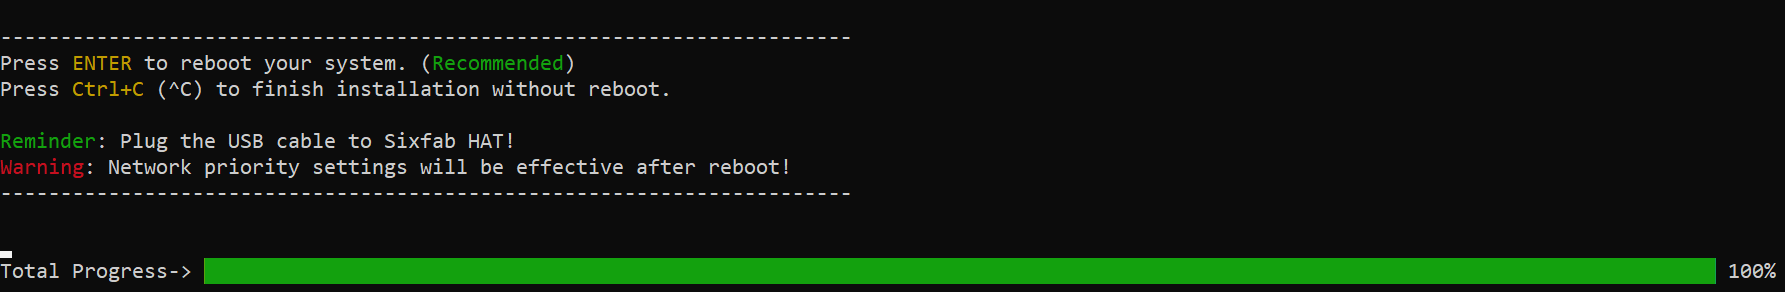 -----------------------------------------------------------------------
Press ENTER to reboot your system. (Recommended)
Press Ctrl+C (^C) to finish installation without reboot.
Reminder: Plug the USB cable to Sixfab HAT!
Warning: Network priority settings will be effective after reboot!
-----------------------------------------------------------------------
Total Progress-> 100%